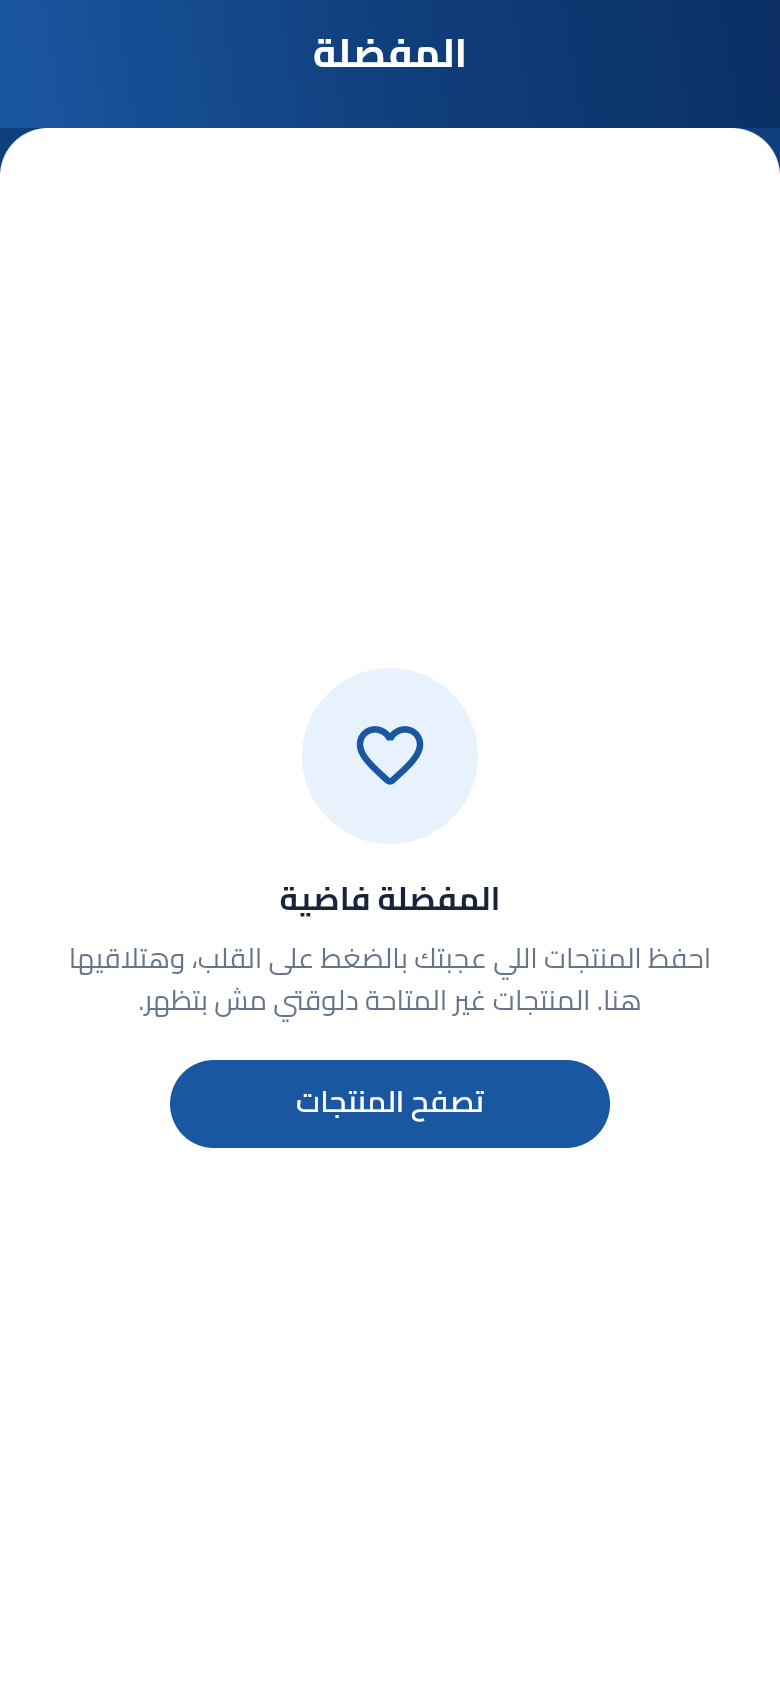 المفضلة
المفضلة فاضية
احفظ المنتجات اللي عجبتك بالضغط على القلب، وهتلاقيها
هنا. المنتجات غير المتاحة دلوقتي مش بتظهر.
تصفح المنتجات